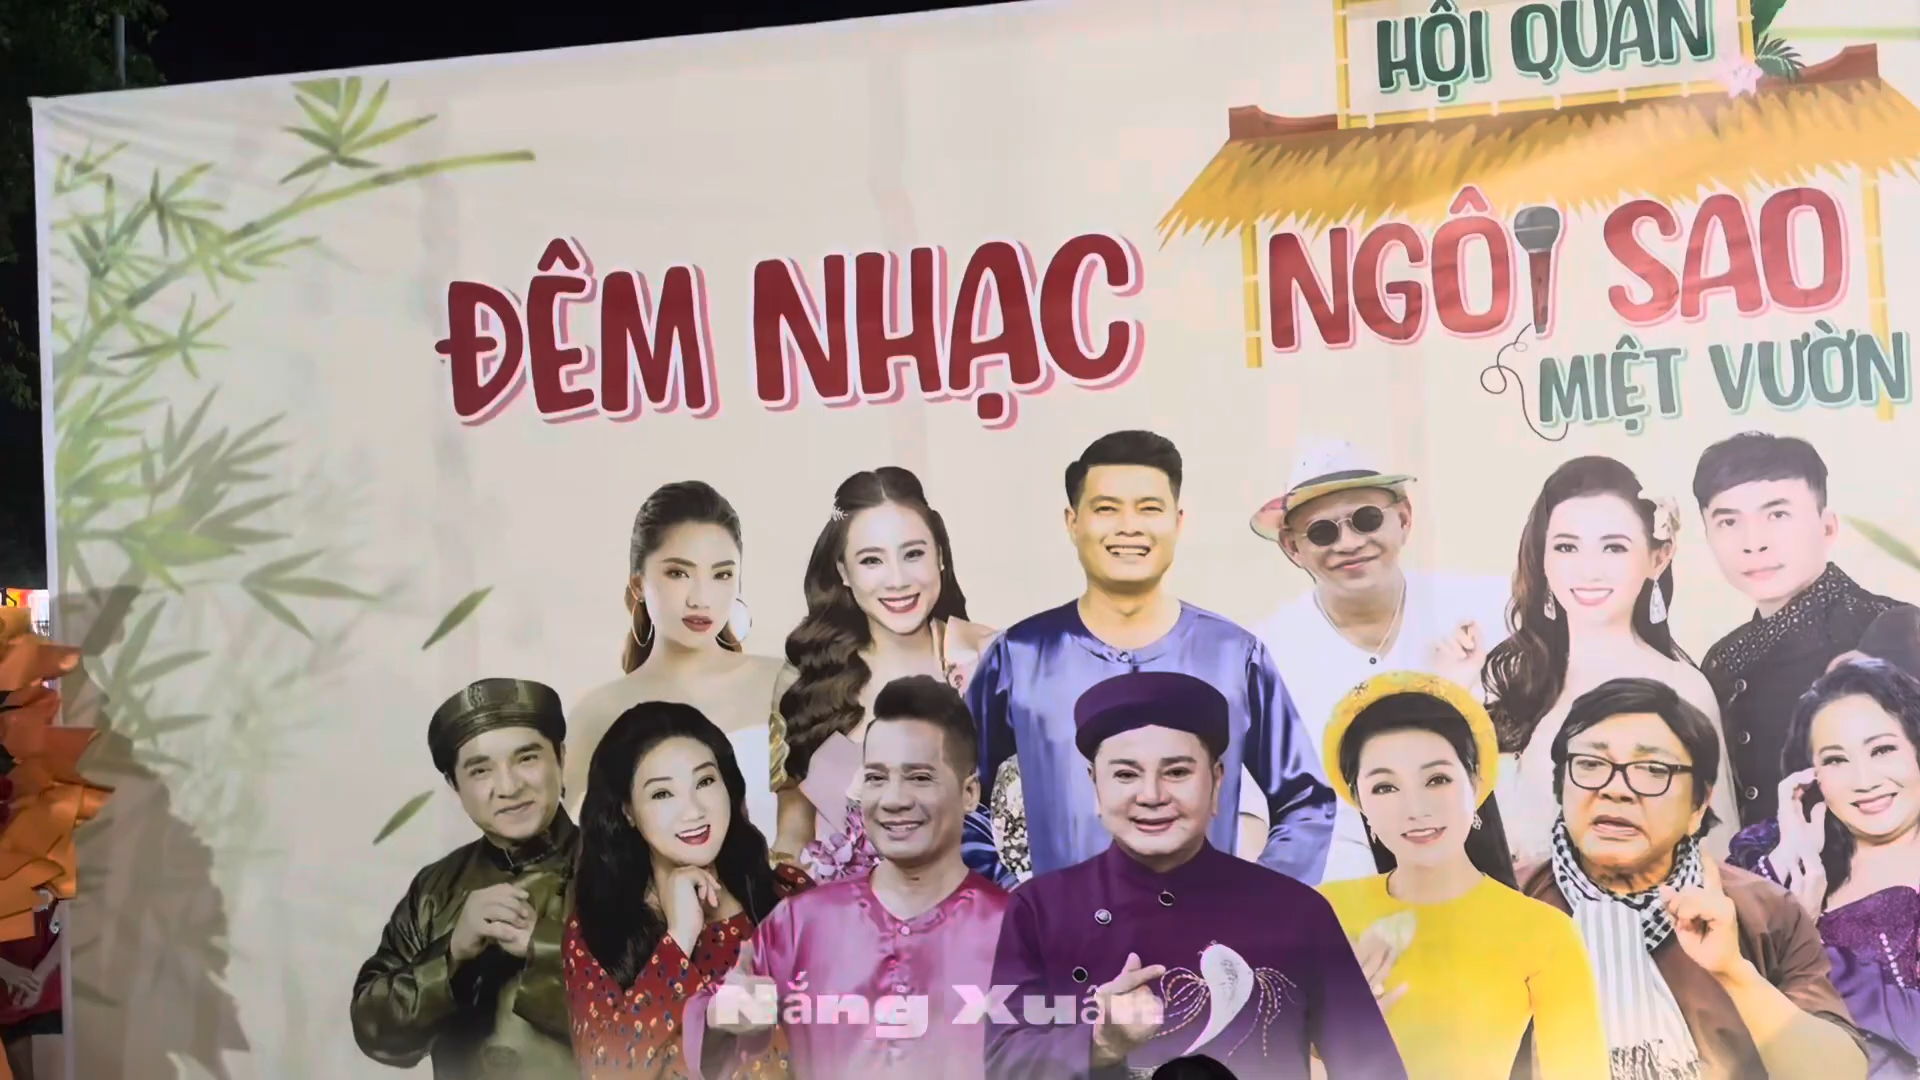 HỘI QUÁN
ĐÊM NHẠC
NGÔI SAO
MIỆT VƯỜN
Nắng Xuân